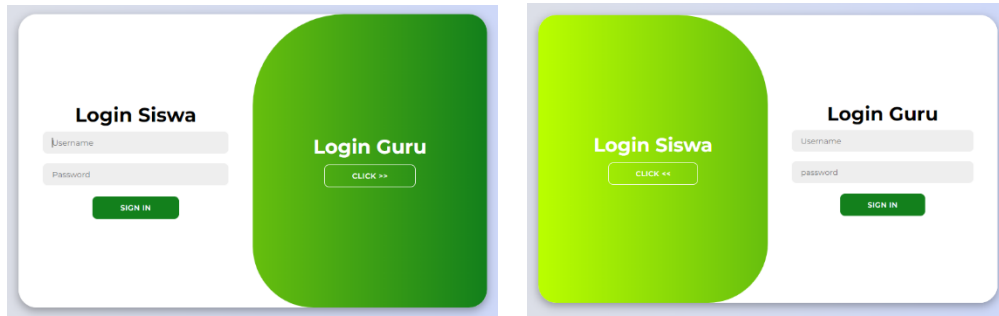 Login Siswa
Username
Password
SIGN IN
Login Guru
CLICK >>
Login Siswa
CLICK <<
Login Guru
Username
password
SIGN IN